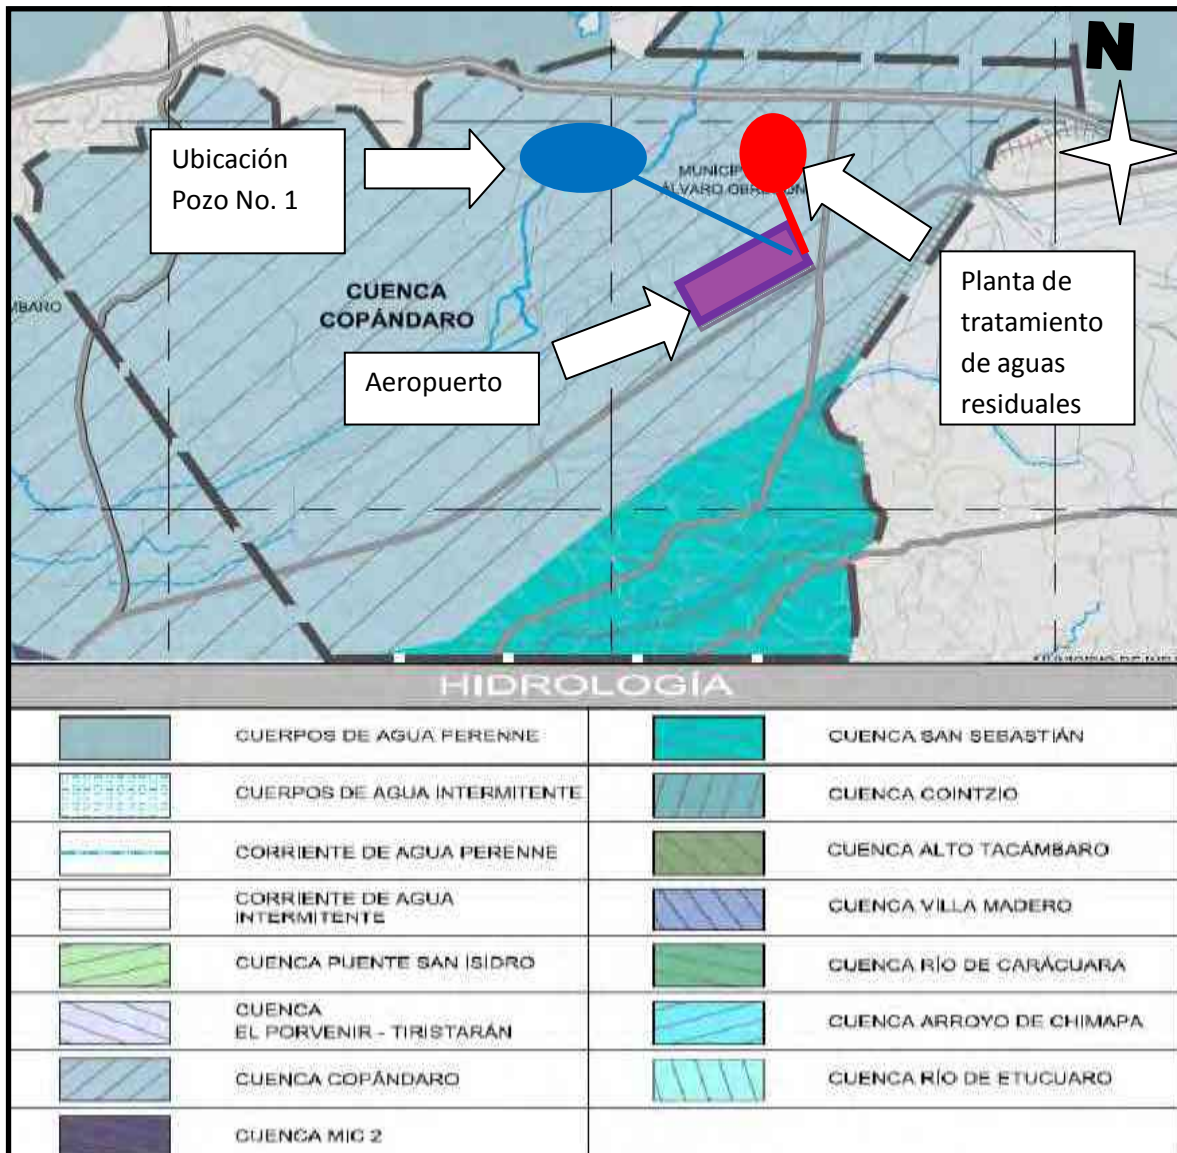 N
Ubicación
Pozo No. 1
CUENCA
COPÁNDARO
Aeropuerto
Planta de
tratamiento
de aguas
residuales
HIDROLOGÍA
CUERPOS DE AGUA PERENNE
CUERPOS DE AGUA INTERMITENTE
CORRIENTE DE AGUA PERENNE
CORRIENTE DE AGUA
INTERMITENTE
CUENCA PUENTE SAN ISIDRO
CUENCA
EL PORVENIR - TIRISTARÁN
CUENCA COPÁNDARO
CUENCA MIC 2
CUENCA SAN SEBASTIÁN
CUENCA COINTZIO
CUENCA ALTO TACÁMBARO
CUENCA VILLA MADERO
CUENCA RÍO DE CARÁCUARA
CUENCA ARROYO DE CHIMAPA
CUENCA RÍO DE ETUCUARO